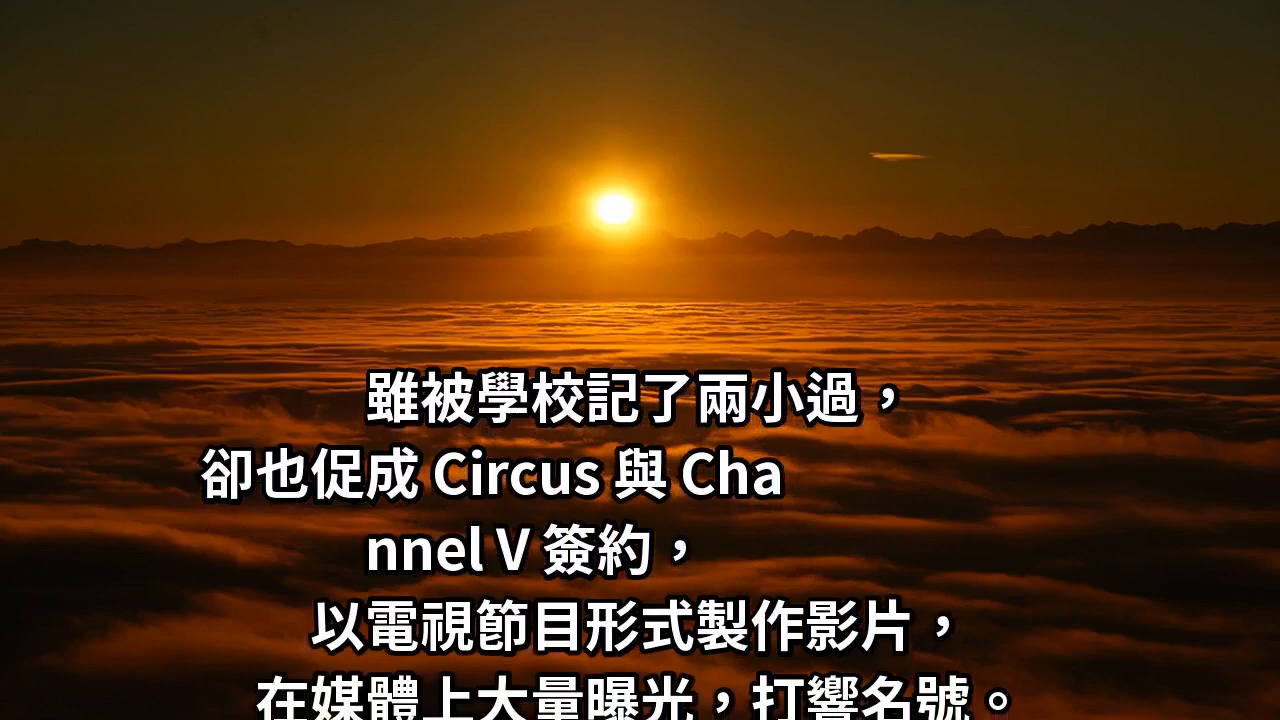 雖被學校記了兩小過，
卻也促成 Circus 與 Cha
nnel V 簽約，
以電視節目形式製作影片，
在媒體上大量曝光，打響名號。